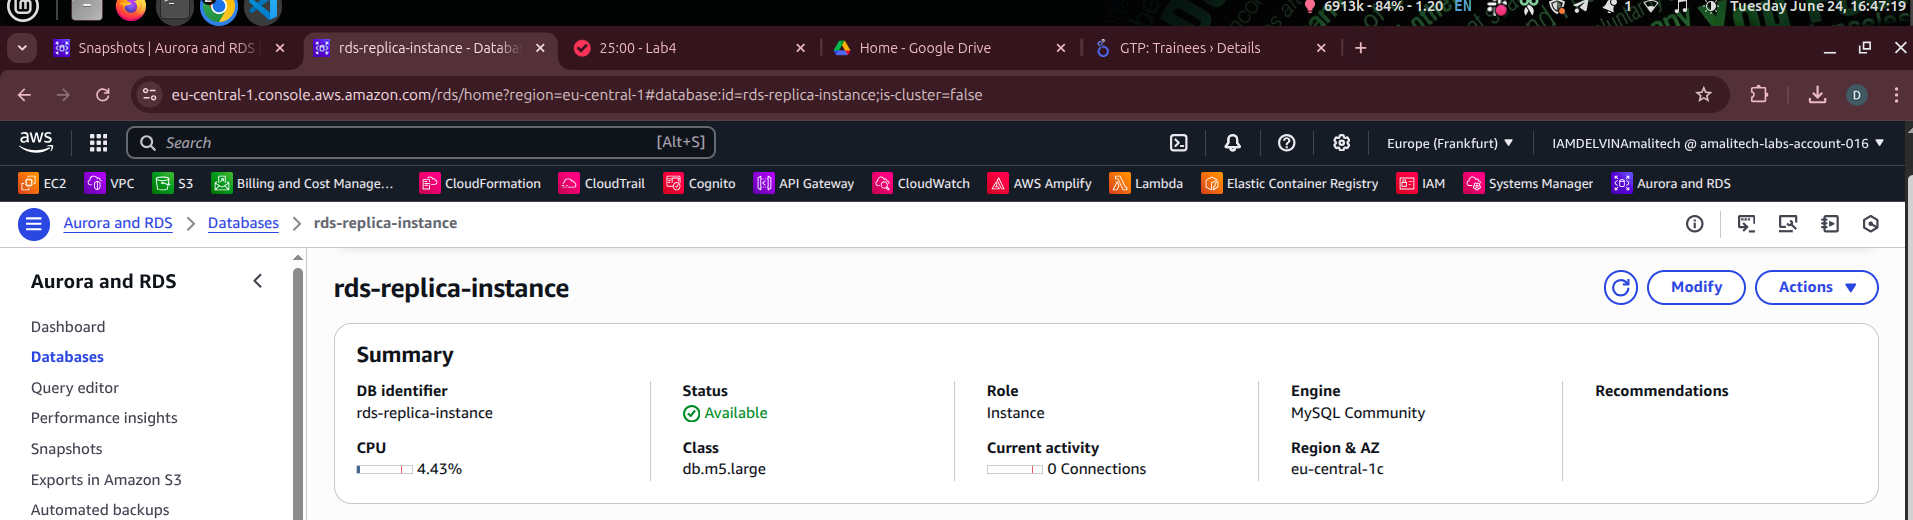 6913k - 84% - 1.20 EN 1 Tuesday June 24, 16:47:19
Snapshots | Aurora and RDS
rds-replica-instance - Databa
25:00 - Lab4
Home - Google Drive
GTP: Trainees › Details
eu-central-1.console.aws.amazon.com/rds/home?region=eu-central-1#database:id=rds-replica-instance;is-cluster=false
D
aws
Search
[Alt+S]
Europe (Frankfurt)
IAMDELVINAmalitech @ amalitech-labs-account-016
EC2 VPC S3 Billing and Cost Manage... CloudFormation CloudTrail Cognito API Gateway CloudWatch AWS Amplify Lambda Elastic Container Registry IAM Systems Manager Aurora and RDS
Aurora and RDS > Databases > rds-replica-instance
Aurora and RDS
Dashboard
Databases
Query editor
Performance insights
Snapshots
Exports in Amazon S3
Automated backups
rds-replica-instance
Modify
Actions
Summary
DB identifier
rds-replica-instance
CPU
4.43%
Status
Available
Class
db.m5.large
Role
Instance
Current activity
0 Connections
Engine
MySQL Community
Region & AZ
eu-central-1c
Recommendations